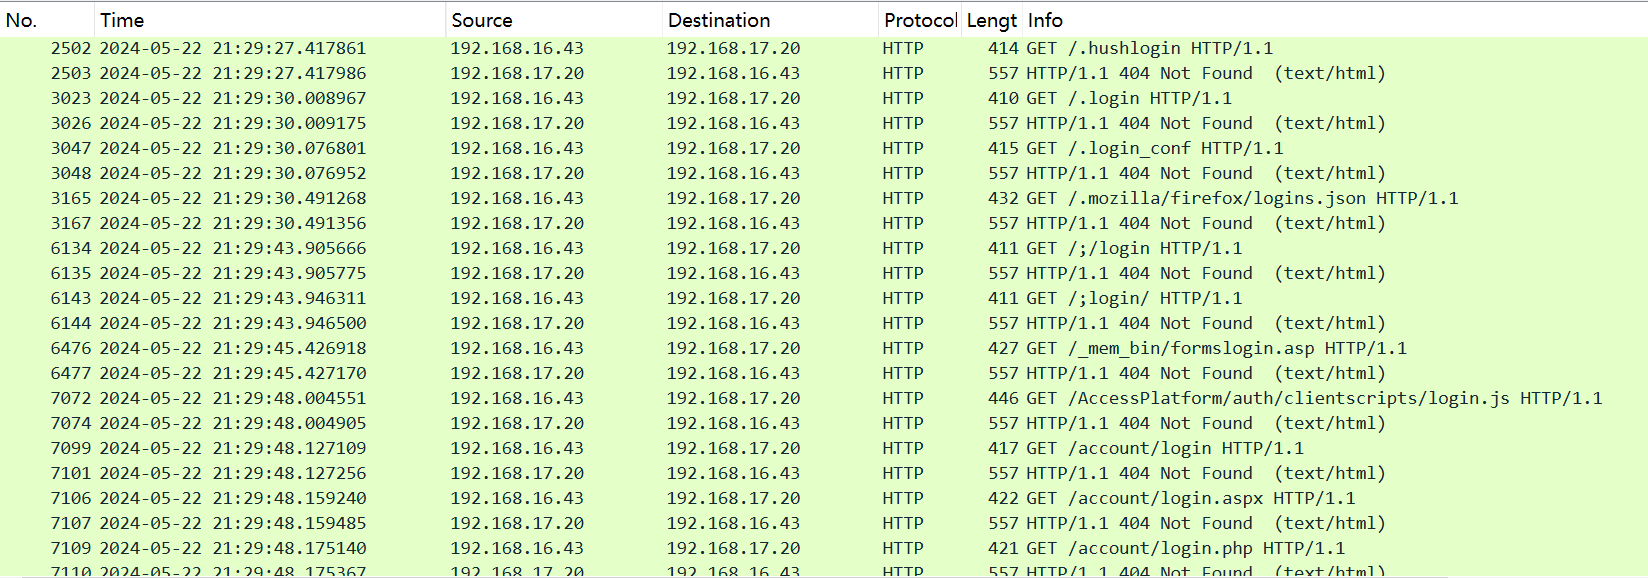 No. Time Source Destination Protocol Lengt Info
2502 2024-05-22 21:29:27.417861 192.168.16.43 192.168.17.20 HTTP 414 GET /.hushlogin HTTP/1.1
2503 2024-05-22 21:29:27.417986 192.168.17.20 192.168.16.43 HTTP 557 HTTP/1.1 404 Not Found (text/html)
3023 2024-05-22 21:29:30.008967 192.168.16.43 192.168.17.20 HTTP 410 GET /.login HTTP/1.1
3026 2024-05-22 21:29:30.009175 192.168.17.20 192.168.16.43 HTTP 557 HTTP/1.1 404 Not Found (text/html)
3047 2024-05-22 21:29:30.076801 192.168.16.43 192.168.17.20 HTTP 415 GET /.login_conf HTTP/1.1
3048 2024-05-22 21:29:30.076952 192.168.17.20 192.168.16.43 HTTP 557 HTTP/1.1 404 Not Found (text/html)
3165 2024-05-22 21:29:30.491268 192.168.16.43 192.168.17.20 HTTP 432 GET /.mozilla/firefox/logins.json HTTP/1.1
3167 2024-05-22 21:29:30.491356 192.168.17.20 192.168.16.43 HTTP 557 HTTP/1.1 404 Not Found (text/html)
6134 2024-05-22 21:29:43.905666 192.168.16.43 192.168.17.20 HTTP 411 GET /;/login HTTP/1.1
6135 2024-05-22 21:29:43.905775 192.168.17.20 192.168.16.43 HTTP 557 HTTP/1.1 404 Not Found (text/html)
6143 2024-05-22 21:29:43.946311 192.168.16.43 192.168.17.20 HTTP 411 GET /;login/ HTTP/1.1
6144 2024-05-22 21:29:43.946500 192.168.17.20 192.168.16.43 HTTP 557 HTTP/1.1 404 Not Found (text/html)
6476 2024-05-22 21:29:45.426918 192.168.16.43 192.168.17.20 HTTP 427 GET /_mem_bin/formslogin.asp HTTP/1.1
6477 2024-05-22 21:29:45.427170 192.168.17.20 192.168.16.43 HTTP 557 HTTP/1.1 404 Not Found (text/html)
7072 2024-05-22 21:29:48.004551 192.168.16.43 192.168.17.20 HTTP 446 GET /AccessPlatform/auth/clientscripts/login.js HTTP/1.1
7074 2024-05-22 21:29:48.004905 192.168.17.20 192.168.16.43 HTTP 557 HTTP/1.1 404 Not Found (text/html)
7099 2024-05-22 21:29:48.127109 192.168.16.43 192.168.17.20 HTTP 417 GET /account/login HTTP/1.1
7101 2024-05-22 21:29:48.127256 192.168.17.20 192.168.16.43 HTTP 557 HTTP/1.1 404 Not Found (text/html)
7106 2024-05-22 21:29:48.159240 192.168.16.43 192.168.17.20 HTTP 422 GET /account/login.aspx HTTP/1.1
7107 2024-05-22 21:29:48.159485 192.168.17.20 192.168.16.43 HTTP 557 HTTP/1.1 404 Not Found (text/html)
7109 2024-05-22 21:29:48.175140 192.168.16.43 192.168.17.20 HTTP 421 GET /account/login.php HTTP/1.1
7110 2024-05-22 21:29:48.175367 192.168.17.20 192.168.16.43 HTTP 557 HTTP/1.1 404 Not Found (text/html)